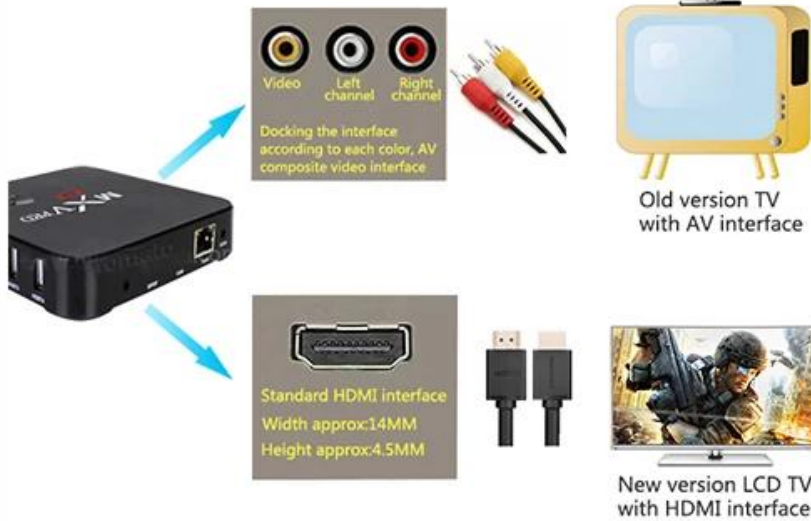 Video
Left
channel
Right
channel
Docking the interface
according to each color, AV
composite video interface
Old version TV
with AV interface
MXV PRO
Standard HDMI interface
Width approx:14MM
Height approx:4.5MM
New version LCD TV
with HDMI interface